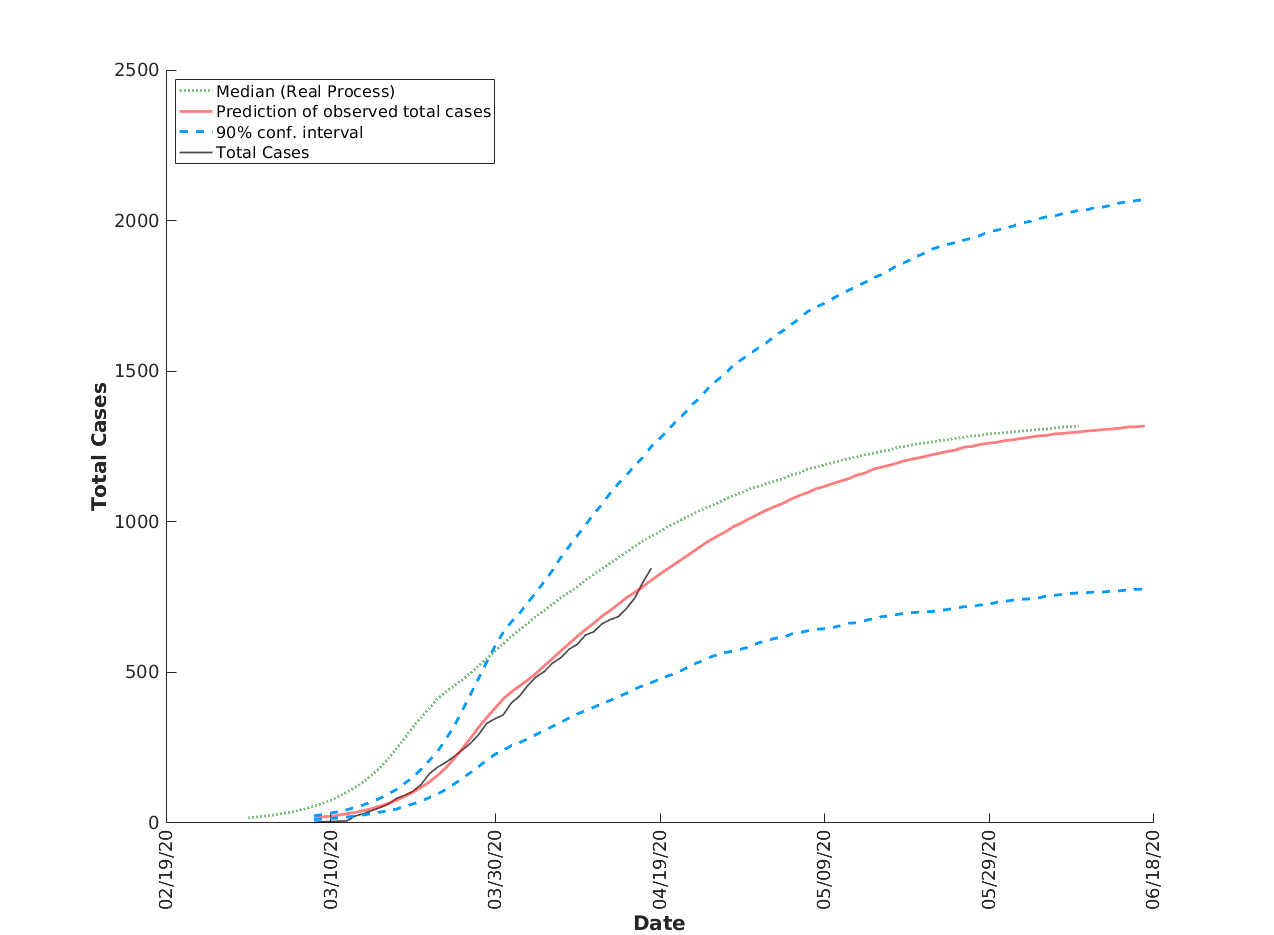 2500
2000
1500
1000
500
0
Total Cases
Median (Real Process)
Prediction of observed total cases
90% conf. interval
Total Cases
02/19/20
03/10/20
03/30/20
04/19/20
05/09/20
05/29/20
06/18/20
Date